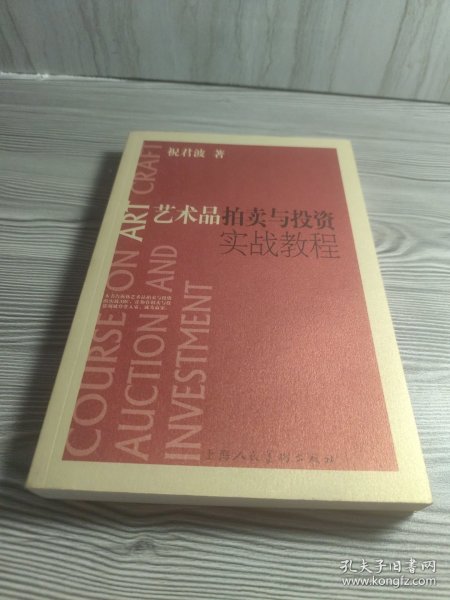 祝君波 著
艺术品拍卖与投资
实战教程
COURSE ON ART CRAFT
AUCTION AND
INVESTMENT
上海人民美術出版社
孔夫子旧书网
www.kongfz.com